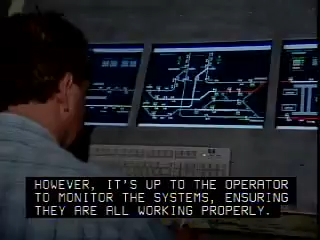 HOWEVER, IT'S UP TO THE OPERATOR
TO MONITOR THE SYSTEMS, ENSURING
THEY ARE ALL WORKING PROPERLY.